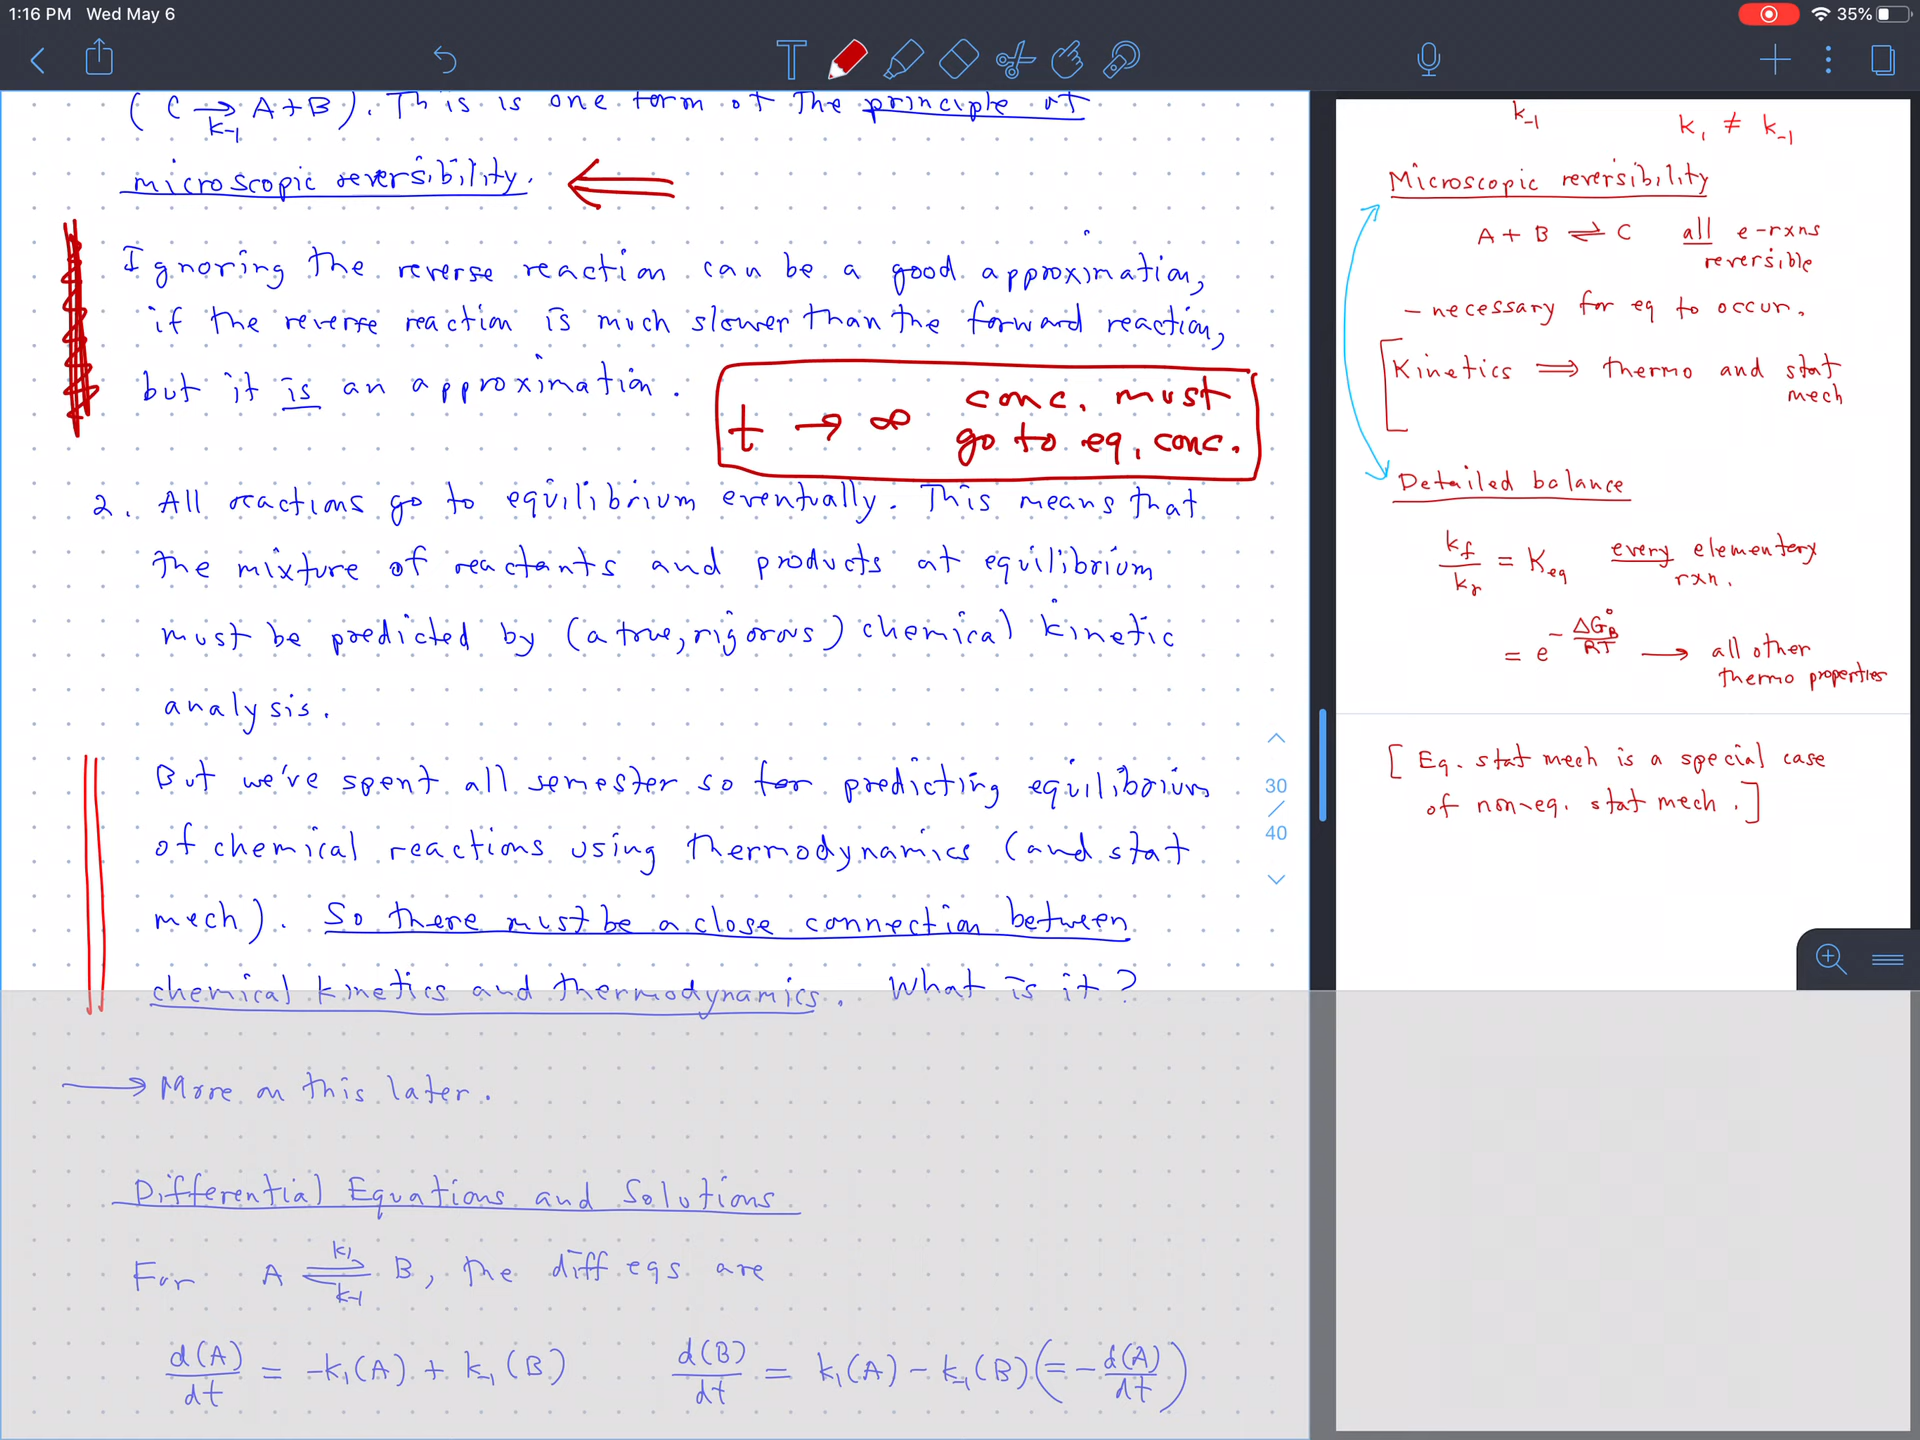 1:16 PM Wed May 6
35%
( C → A + B ). This is one form of the principle of
k-1
microscopic reversibility.
Ignoring the reverse reaction can be a good approximation,
if the reverse reaction is much slower than the forward reaction,
but it is an approximation.
t → ∞ conc. must
go to eq. conc.
2. All reactions go to equilibrium eventually. This means that
the mixture of reactants and products at equilibrium
must be predicted by (a true, rigorous) chemical kinetic
analysis.
But we've spent all semester so far predicting equilibrium
of chemical reactions using thermodynamics (and stat
mech). So there must be a close connection between
chemical kinetics and thermodynamics. What is it?
→ More on this later.
Differential Equations and Solutions
For A ⇌ B, the diff eqs are
k1
k-1
d(A)/dt = -k1(A) + k-1(B) d(B)/dt = k1(A) - k-1(B) (= - d(A)/dt)
30
/
40
k-1
k1 ≠ k-1
Microscopic reversibility
A + B ⇌ C all e-rxns
reversible
- necessary for eq to occur.
[ Kinetics ⇒ thermo and stat
mech
Detailed balance
kf/kr = Keq every elementery
rxn.
= e^-ΔG°R/RT → all other
thermo properties
[ Eq. stat mech is a special case
of non-eq. stat mech. ]